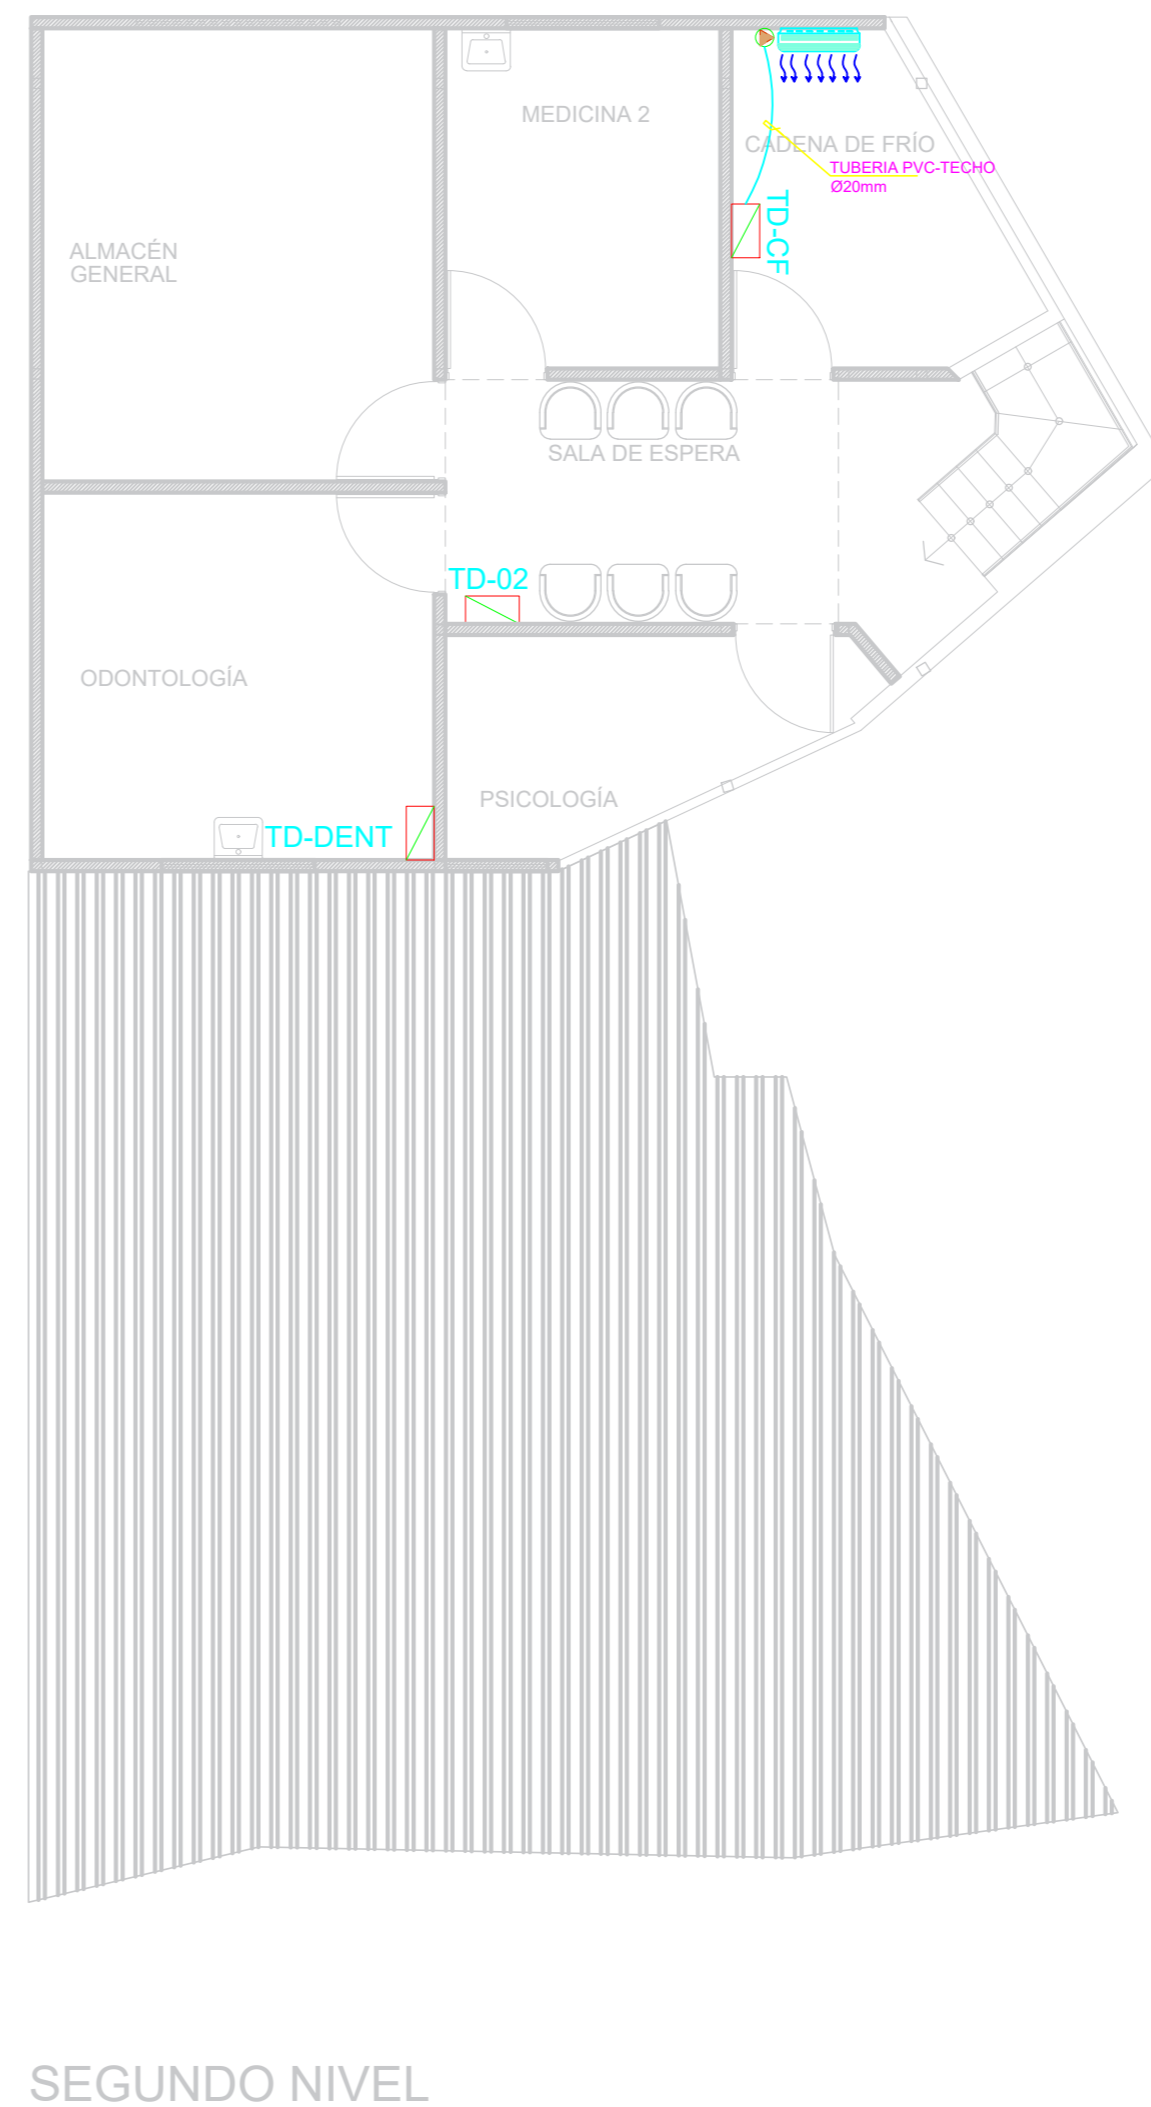 MEDICINA 2
CADENA DE FRÍO
TUBERIA PVC-TECHO
Ø20mm
TD-CF
ALMACÉN
GENERAL
SALA DE ESPERA
TD-02
ODONTOLOGÍA
PSICOLOGÍA
TD-DENT
SEGUNDO NIVEL